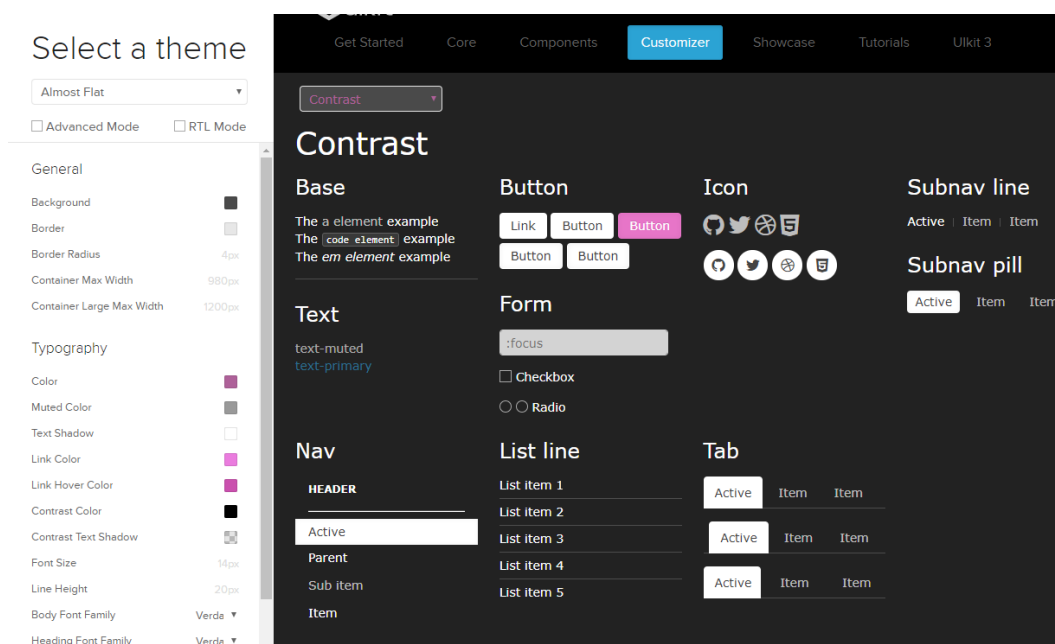 Select a theme
Almost Flat
Advanced Mode RTL Mode
General
Background
Border
Border Radius 4px
Container Max Width 980px
Container Large Max Width 1200px
Typography
Color
Muted Color
Text Shadow
Link Color
Link Hover Color
Contrast Color
Contrast Text Shadow
Font Size 14px
Line Height 20px
Body Font Family Verda
Heading Font Family Verda
Get Started Core Components Customizer Showcase Tutorials UIkit 3
Contrast
Contrast
Base
The a element example
The code element example
The em element example
Text
text-muted
text-primary
Button
Link Button Button
Button Button
Form
:focus
Checkbox
Radio
Icon
Subnav line
Active Item Item
Subnav pill
Active Item Item
Nav
HEADER
Active
Parent
Sub item
Item
List line
List item 1
List item 2
List item 3
List item 4
List item 5
Tab
Active Item Item
Active Item Item
Active Item Item